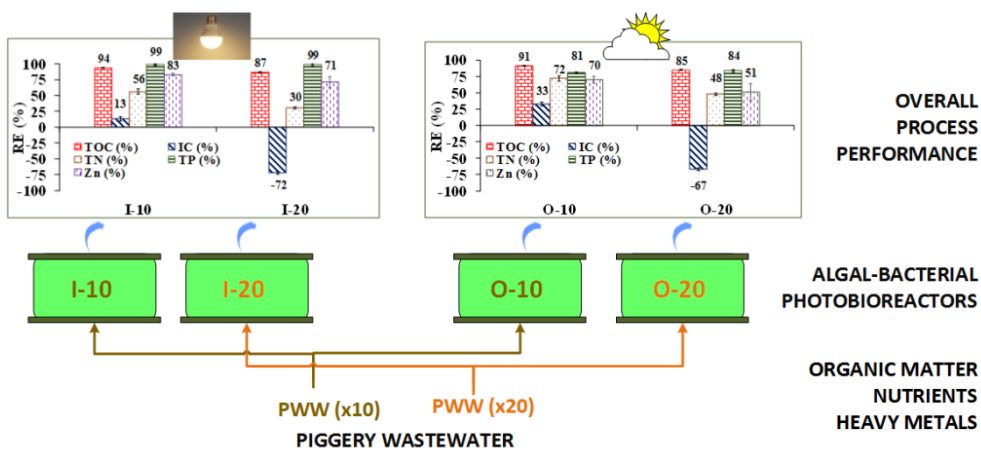 94
13
56
99
83
87
-72
30
99
71
100
75
50
25
0
-25
-50
-75
-100
RE (%)
TOC (%)
IC (%)
TN (%)
TP (%)
Zn (%)
I-10
I-20
91
33
72
81
70
85
-67
48
84
51
100
75
50
25
0
-25
-50
-75
-100
RE (%)
TOC (%)
IC (%)
TN (%)
TP (%)
Zn (%)
O-10
O-20
OVERALL
PROCESS
PERFORMANCE
I-10
I-20
O-10
O-20
ALGAL-BACTERIAL
PHOTOBIOREACTORS
PWW (x10)
PWW (x20)
PIGGERY WASTEWATER
ORGANIC MATTER
NUTRIENTS
HEAVY METALS